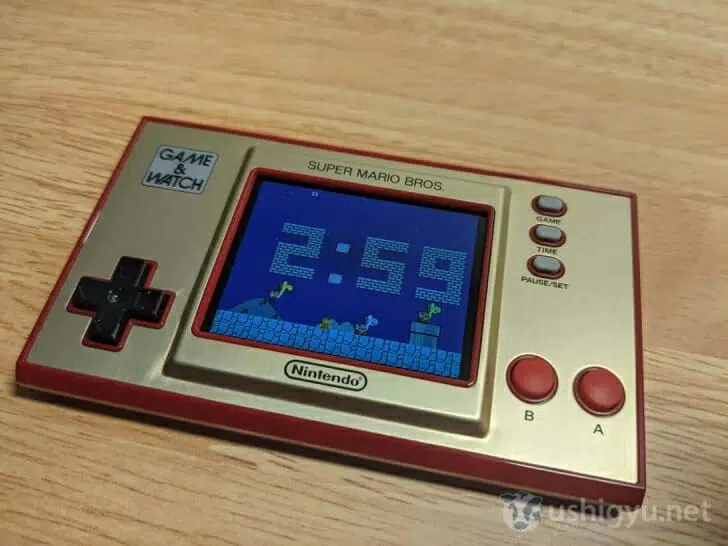 GAME
&
WATCH
SUPER MARIO BROS.
2:59
GAME
TIME
PAUSE/SET
Nintendo®
B
A
ushigyu.net